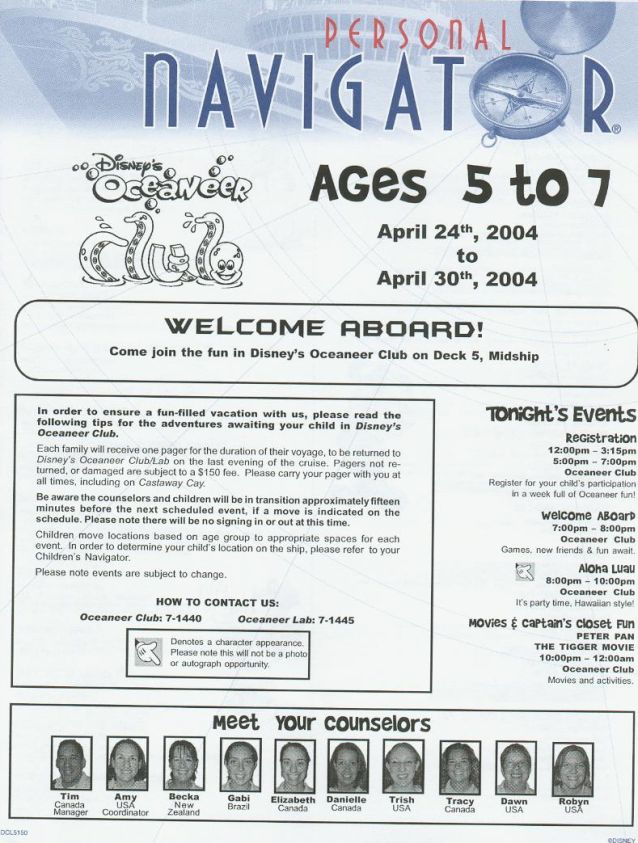 PERSONAL
NAVIGATOR®
Disney's
Oceaneer
Club
Ages 5 to 7
April 24th, 2004
to
April 30th, 2004
WELCOME ABOARD!
Come join the fun in Disney's Oceaneer Club on Deck 5, Midship
In order to ensure a fun-filled vacation with us, please read the
following tips for the adventures awaiting your child in Disney's
Oceaneer Club.
Each family will receive one pager for the duration of their voyage, to be returned to
Disney's Oceaneer Club/Lab on the last evening of the cruise. Pagers not re-
turned, or damaged are subject to a $150 fee. Please carry your pager with you at
all times, including on Castaway Cay.
Be aware the counselors and children will be in transition approximately fifteen
minutes before the next scheduled event, if a move is indicated on the
schedule. Please note there will be no signing in or out at this time.
Children move locations based on age group to appropriate spaces for each
event. In order to determine your child's location on the ship, please refer to your
Children's Navigator.
Please note events are subject to change.
HOW TO CONTACT US:
Oceaneer Club: 7-1440 Oceaneer Lab: 7-1445
Denotes a character appearance.
Please note this will not be a photo
or autograph opportunity.
Tonight's Events
Registration
12:00pm – 3:15pm
5:00pm – 7:00pm
Oceaneer Club
Register for your child's participation
in a week full of Oceaneer fun!
Welcome Aboard
7:00pm – 8:00pm
Oceaneer Club
Games, new friends & fun await.
Aloha Luau
8:00pm – 10:00pm
Oceaneer Club
It's party time, Hawaiian style!
Movies & Captain's Closet Fun
PETER PAN
THE TIGGER MOVIE
10:00pm – 12:00am
Oceaneer Club
Movies and activities.
Meet Your Counselors
Tim
Canada
Manager
Amy
USA
Coordinator
Becka
New
Zealand
Gabi
Brazil
Elizabeth
Canada
Danielle
Canada
Trish
USA
Tracy
Canada
Dawn
USA
Robyn
USA
DCL5150
©DISNEY